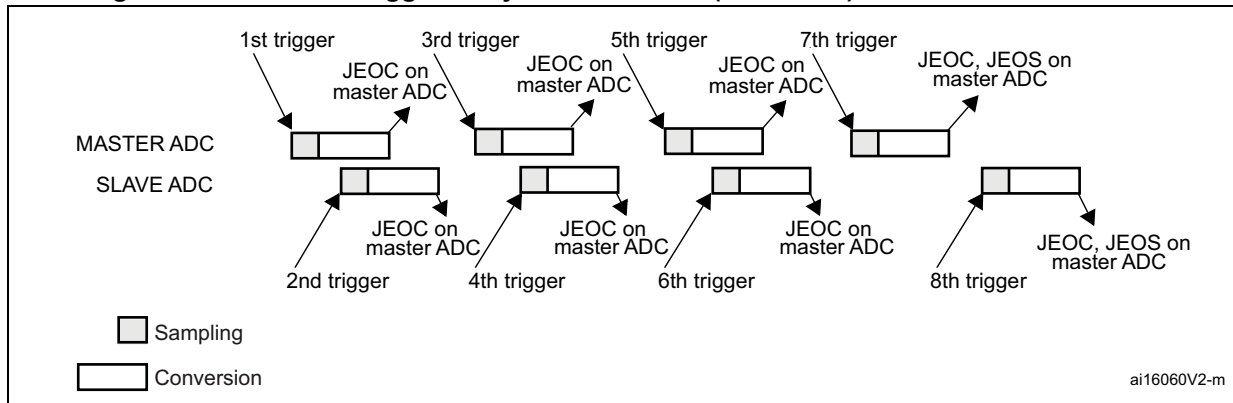 1st trigger
3rd trigger
5th trigger
7th trigger
JEOC on
master ADC
JEOC on
master ADC
JEOC on
master ADC
JEOC, JEOS on
master ADC
MASTER ADC
SLAVE ADC
JEOC on
master ADC
JEOC on
master ADC
JEOC on
master ADC
JEOC, JEOS on
master ADC
2nd trigger
4th trigger
6th trigger
8th trigger
Sampling
Conversion
ai16060V2-m